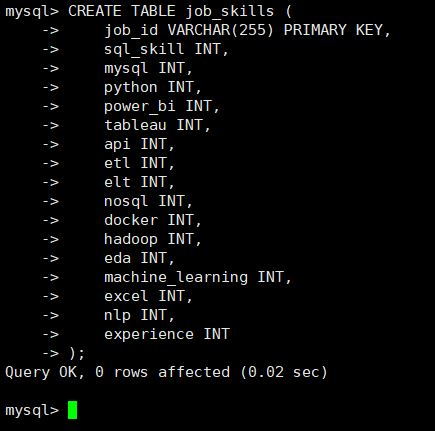 mysql> CREATE TABLE job_skills (
    ->     job_id VARCHAR(255) PRIMARY KEY,
    ->     sql_skill INT,
    ->     mysql INT,
    ->     python INT,
    ->     power_bi INT,
    ->     tableau INT,
    ->     api INT,
    ->     etl INT,
    ->     elt INT,
    ->     nosql INT,
    ->     docker INT,
    ->     hadoop INT,
    ->     eda INT,
    ->     machine_learning INT,
    ->     excel INT,
    ->     nlp INT,
    ->     experience INT
    -> );
Query OK, 0 rows affected (0.02 sec)
mysql>